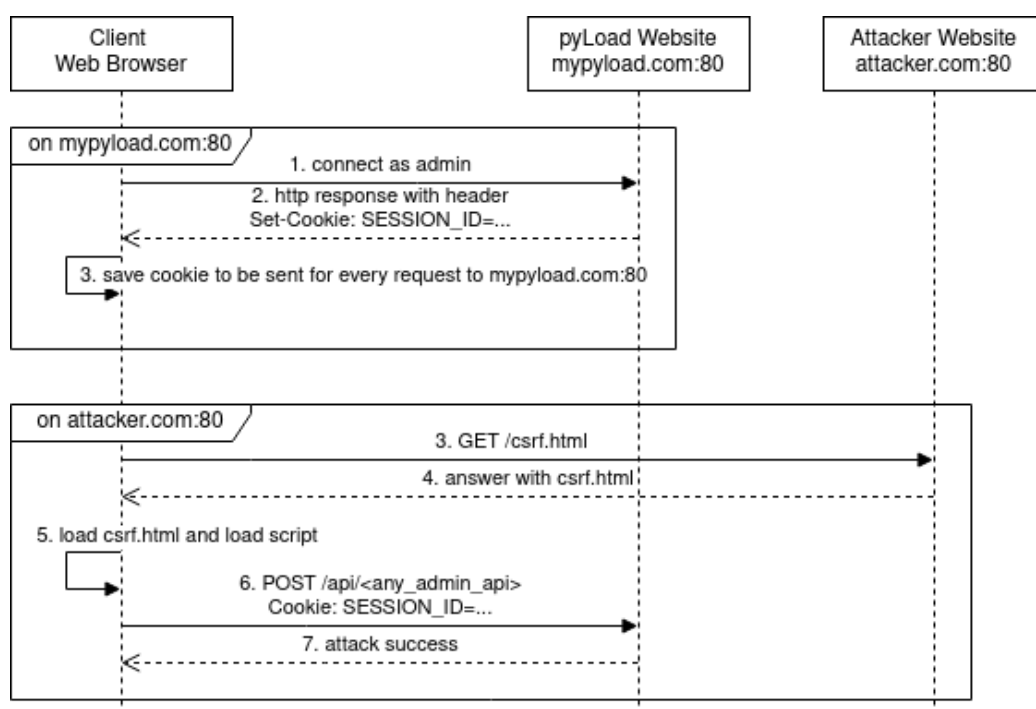 Client
Web Browser
pyLoad Website
mypyload.com:80
Attacker Website
attacker.com:80
on mypyload.com:80
1. connect as admin
2. http response with header
Set-Cookie: SESSION_ID=...
3. save cookie to be sent for every request to mypyload.com:80
on attacker.com:80
3. GET /csrf.html
4. answer with csrf.html
5. load csrf.html and load script
6. POST /api/<any_admin_api>
Cookie: SESSION_ID=...
7. attack success